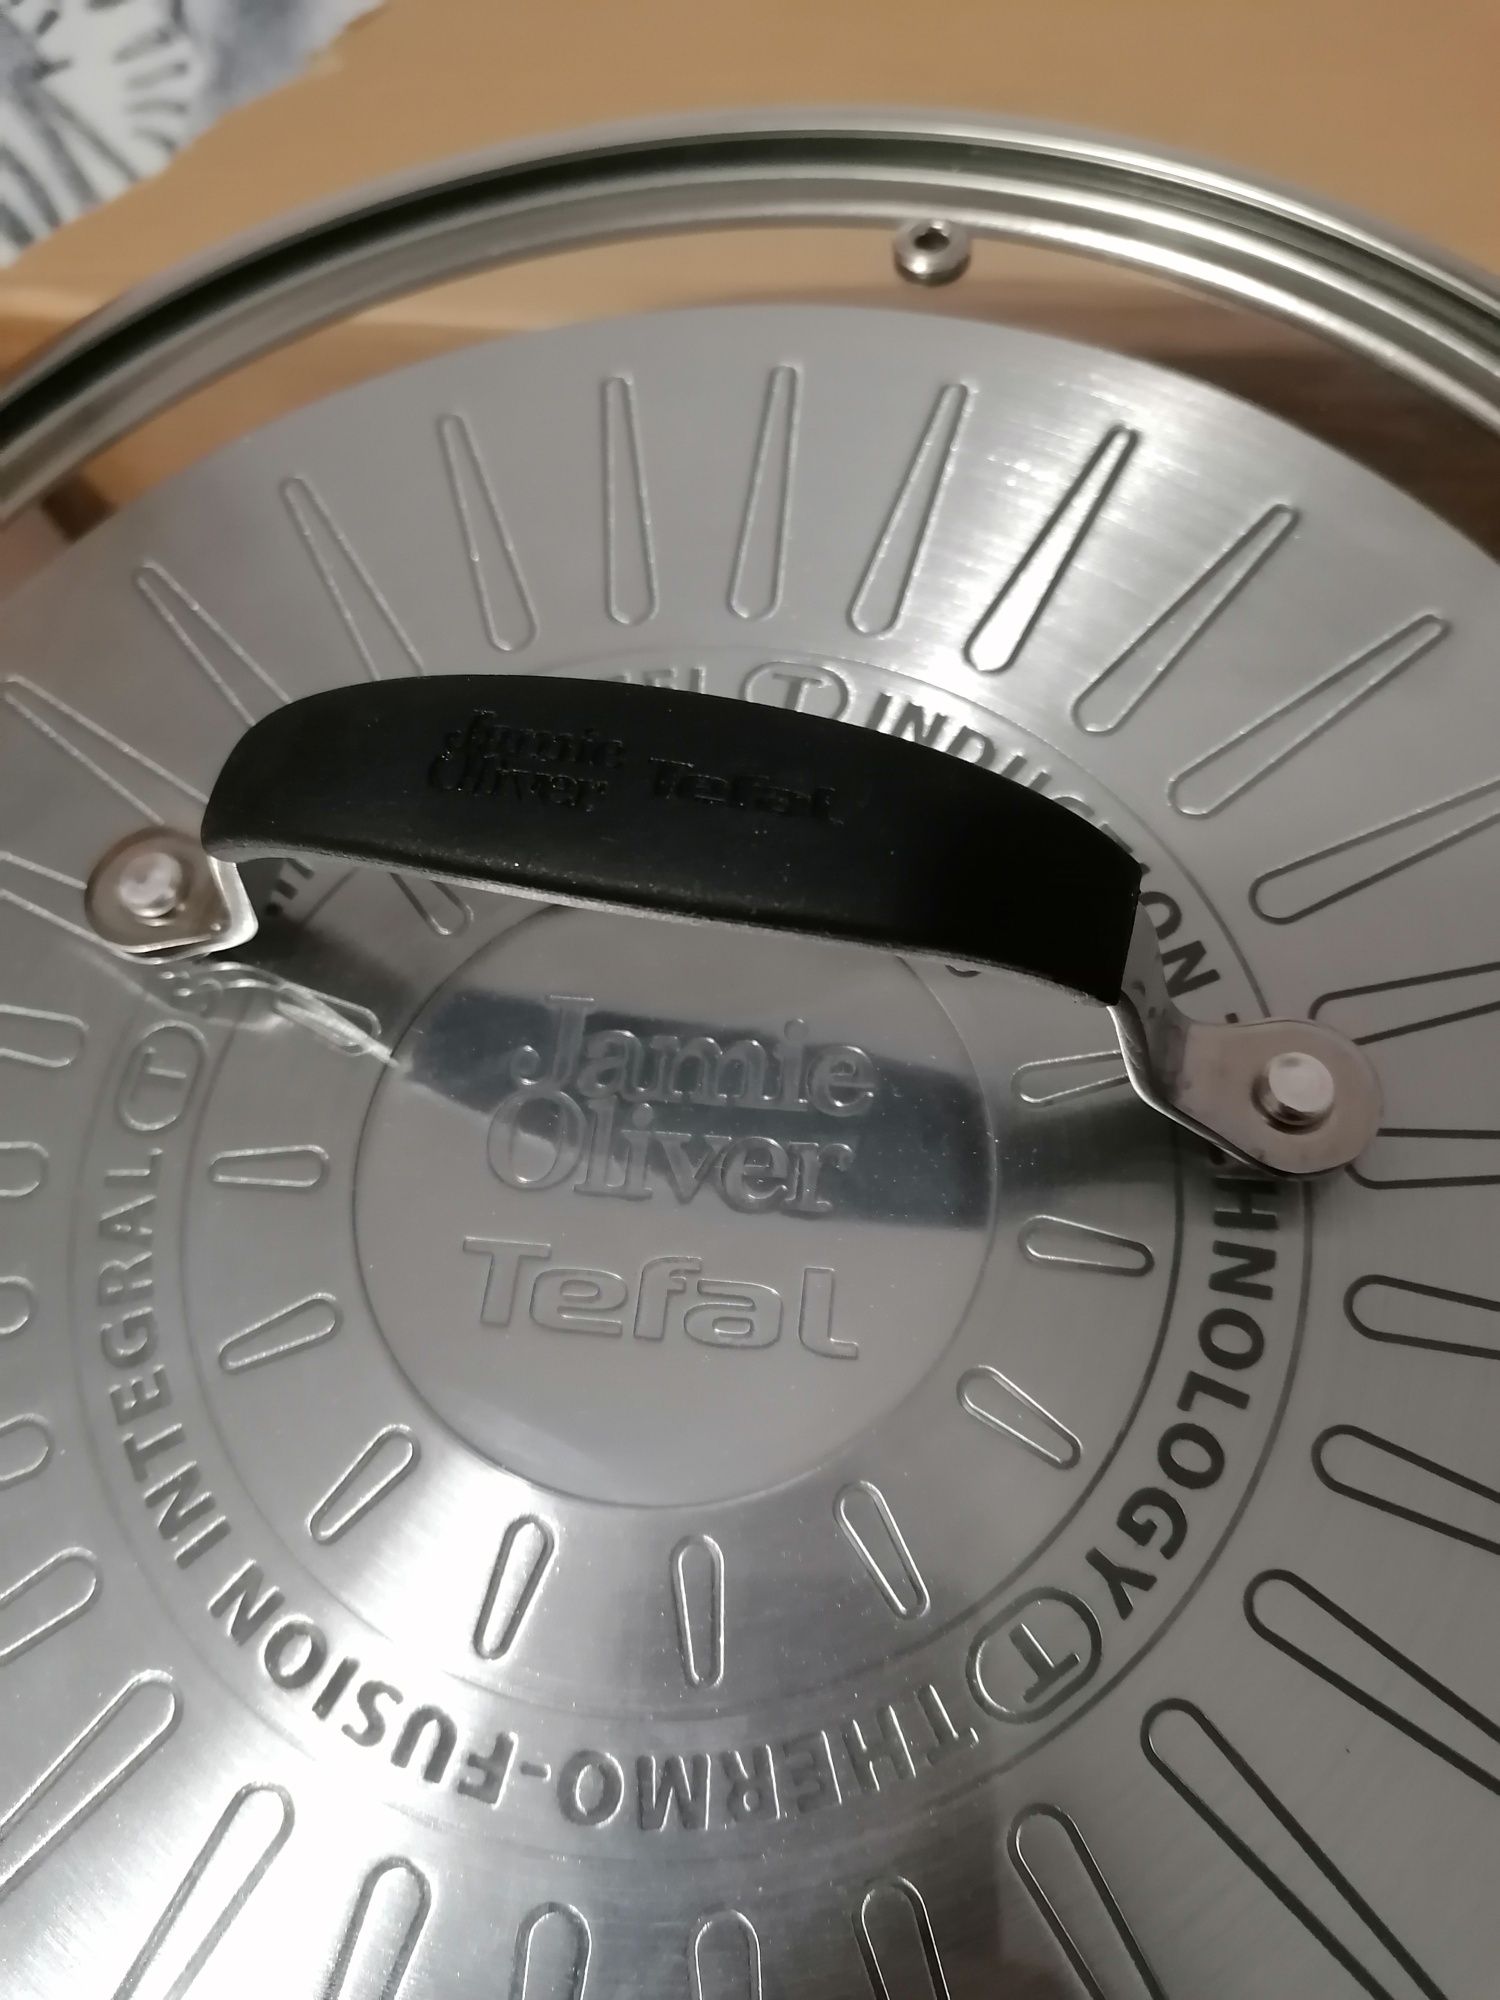 Jamie
Oliver
Tefal
Jamie
Oliver
Tefal
T INDUCTION TECHNOLOGY T THERMO-FUSION INTEGRAL T